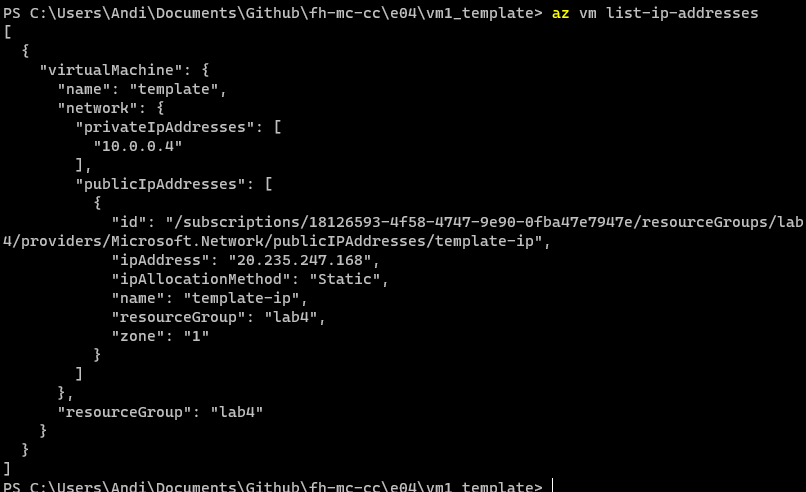 PS C:\Users\Andi\Documents\Github\fh-mc-cc\e04\vm1_template> az vm list-ip-addresses
[
  {
    "virtualMachine": {
      "name": "template",
      "network": {
        "privateIpAddresses": [
          "10.0.0.4"
        ],
        "publicIpAddresses": [
          {
            "id": "/subscriptions/18126593-4f58-4747-9e90-0fba47e7947e/resourceGroups/lab
4/providers/Microsoft.Network/publicIPAddresses/template-ip",
            "ipAddress": "20.235.247.168",
            "ipAllocationMethod": "Static",
            "name": "template-ip",
            "resourceGroup": "lab4",
            "zone": "1"
          }
        ]
      },
      "resourceGroup": "lab4"
    }
  }
]
PS C:\Users\Andi\Documents\Github\fh-mc-cc\e04\vm1_template>